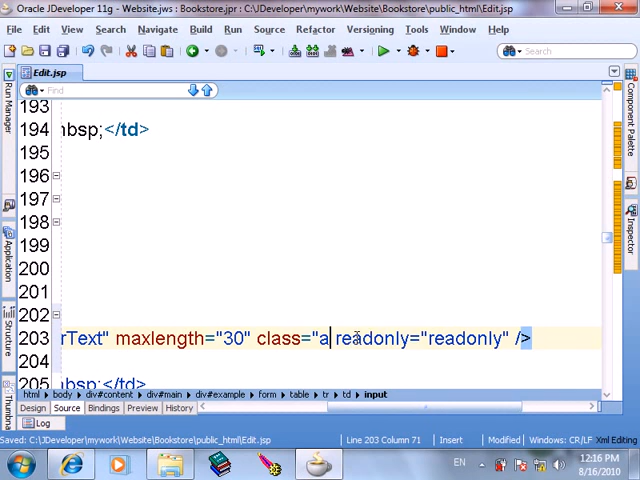 Oracle JDeveloper 11g - Website.jws : Bookstore.jpr : C:\JDeveloper\mywork\Website\Bookstore\public_html\Edit.jsp
File Edit View Search Navigate Build Run Source Refactor Versioning Tools Window Help
Search
Edit.jsp
Find
Run Manager
Application
Structure
Thumbna
Component Palette
Inspector
193
194 nbsp;</td>
195
196
197
198
199
200
201
202
203 rText" maxlength="30" class="a readonly="readonly" />
204
205 nbsp;</td>
html body div#content div#main div#example form table tr td input
Design Source Bindings Preview History
Log
Saved: C:\JDeveloper\mywork\Website\Bookstore\public_html\Edit.jsp Line 203 Column 71 Insert Modified Windows: CR/LF Xml Editing
EN 12:16 PM
8/16/2010